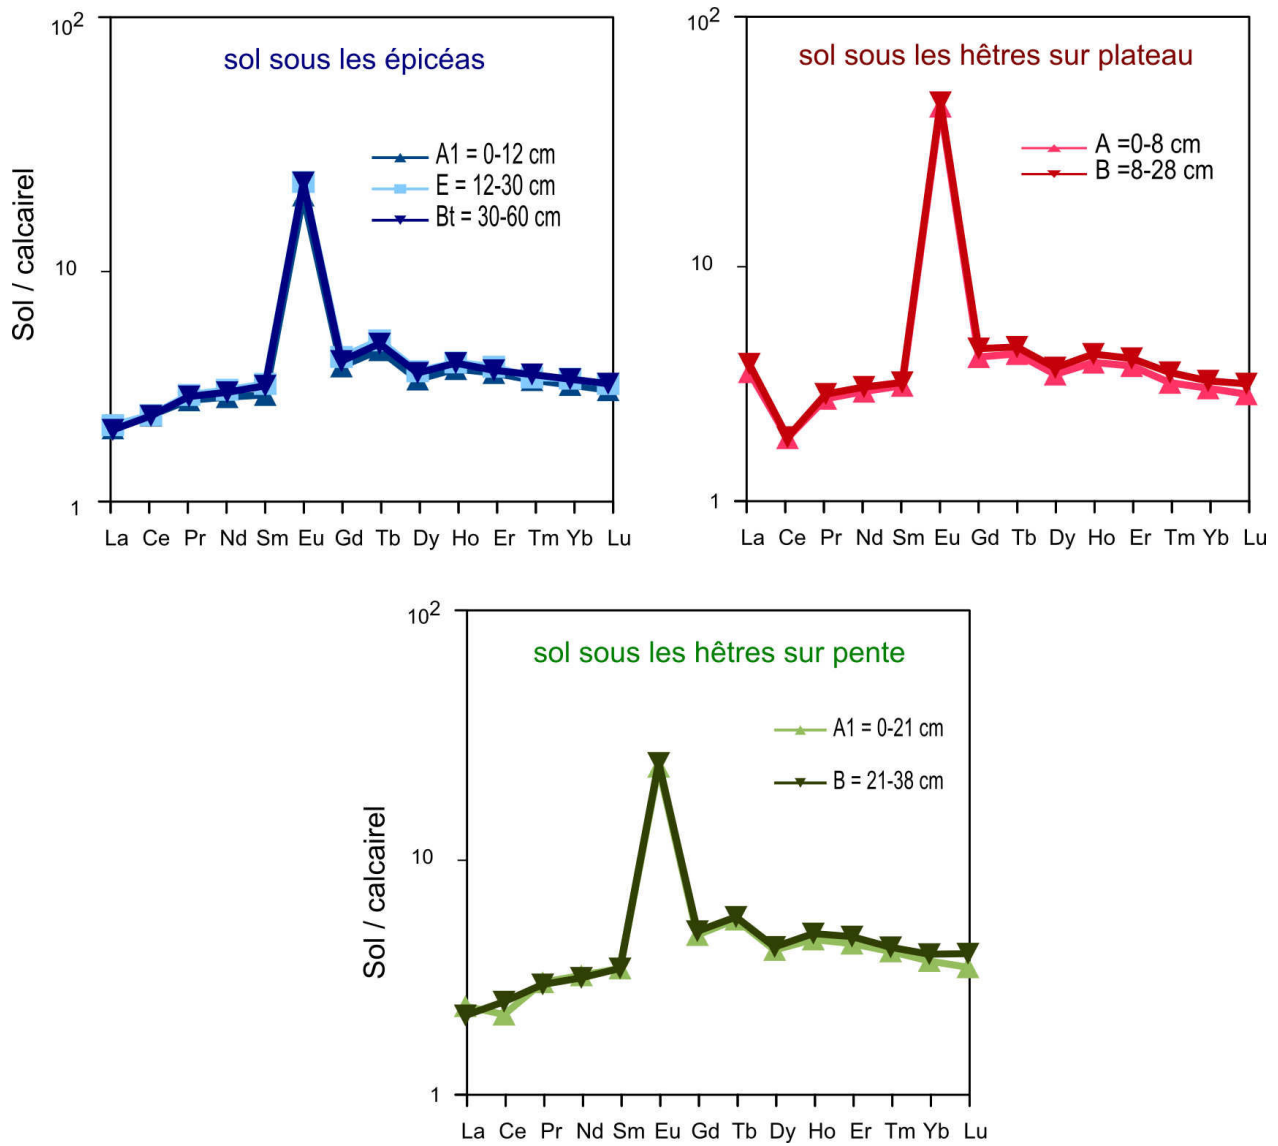 10²
sol sous les épicéas
A1 = 0-12 cm
E = 12-30 cm
Bt = 30-60 cm
Sol / calcairel
10
1
La Ce Pr Nd Sm Eu Gd Tb Dy Ho Er Tm Yb Lu
10²
sol sous les hêtres sur plateau
A =0-8 cm
B =8-28 cm
10
1
La Ce Pr Nd Sm Eu Gd Tb Dy Ho Er Tm Yb Lu
10²
sol sous les hêtres sur pente
A1 = 0-21 cm
B = 21-38 cm
Sol / calcairel
10
1
La Ce Pr Nd Sm Eu Gd Tb Dy Ho Er Tm Yb Lu